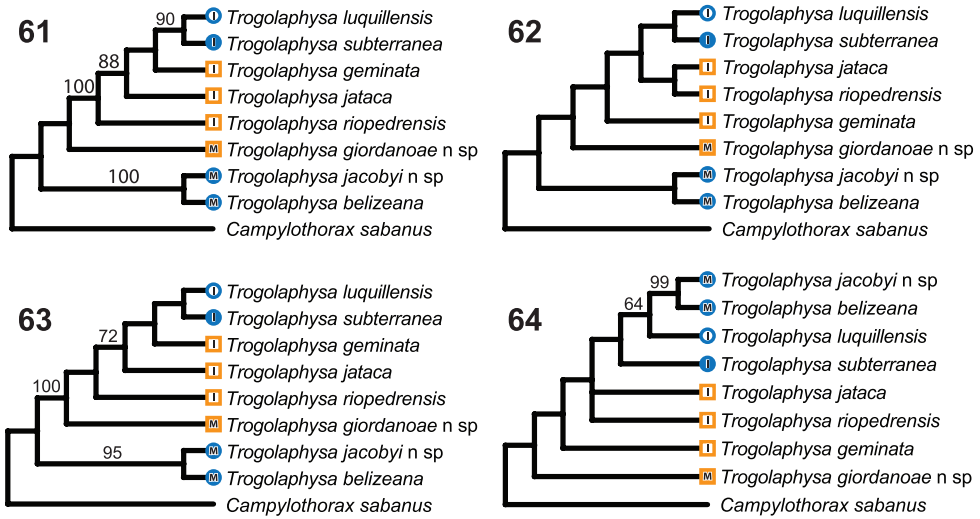 61
90
I Trogolaphysa luquillensis
I Trogolaphysa subterranea
88
I Trogolaphysa geminata
100
I Trogolaphysa jataca
I Trogolaphysa riopedrensis
M Trogolaphysa giordanoae n sp
100
M Trogolaphysa jacobyi n sp
M Trogolaphysa belizeana
Campylothorax sabanus
62
I Trogolaphysa luquillensis
I Trogolaphysa subterranea
I Trogolaphysa jataca
I Trogolaphysa riopedrensis
I Trogolaphysa geminata
M Trogolaphysa giordanoae n sp
M Trogolaphysa jacobyi n sp
M Trogolaphysa belizeana
Campylothorax sabanus
63
I Trogolaphysa luquillensis
I Trogolaphysa subterranea
72
I Trogolaphysa geminata
I Trogolaphysa jataca
100
I Trogolaphysa riopedrensis
M Trogolaphysa giordanoae n sp
95
M Trogolaphysa jacobyi n sp
M Trogolaphysa belizeana
Campylothorax sabanus
64
99
M Trogolaphysa jacobyi n sp
64
M Trogolaphysa belizeana
I Trogolaphysa luquillensis
I Trogolaphysa subterranea
I Trogolaphysa jataca
I Trogolaphysa riopedrensis
I Trogolaphysa geminata
M Trogolaphysa giordanoae n sp
Campylothorax sabanus